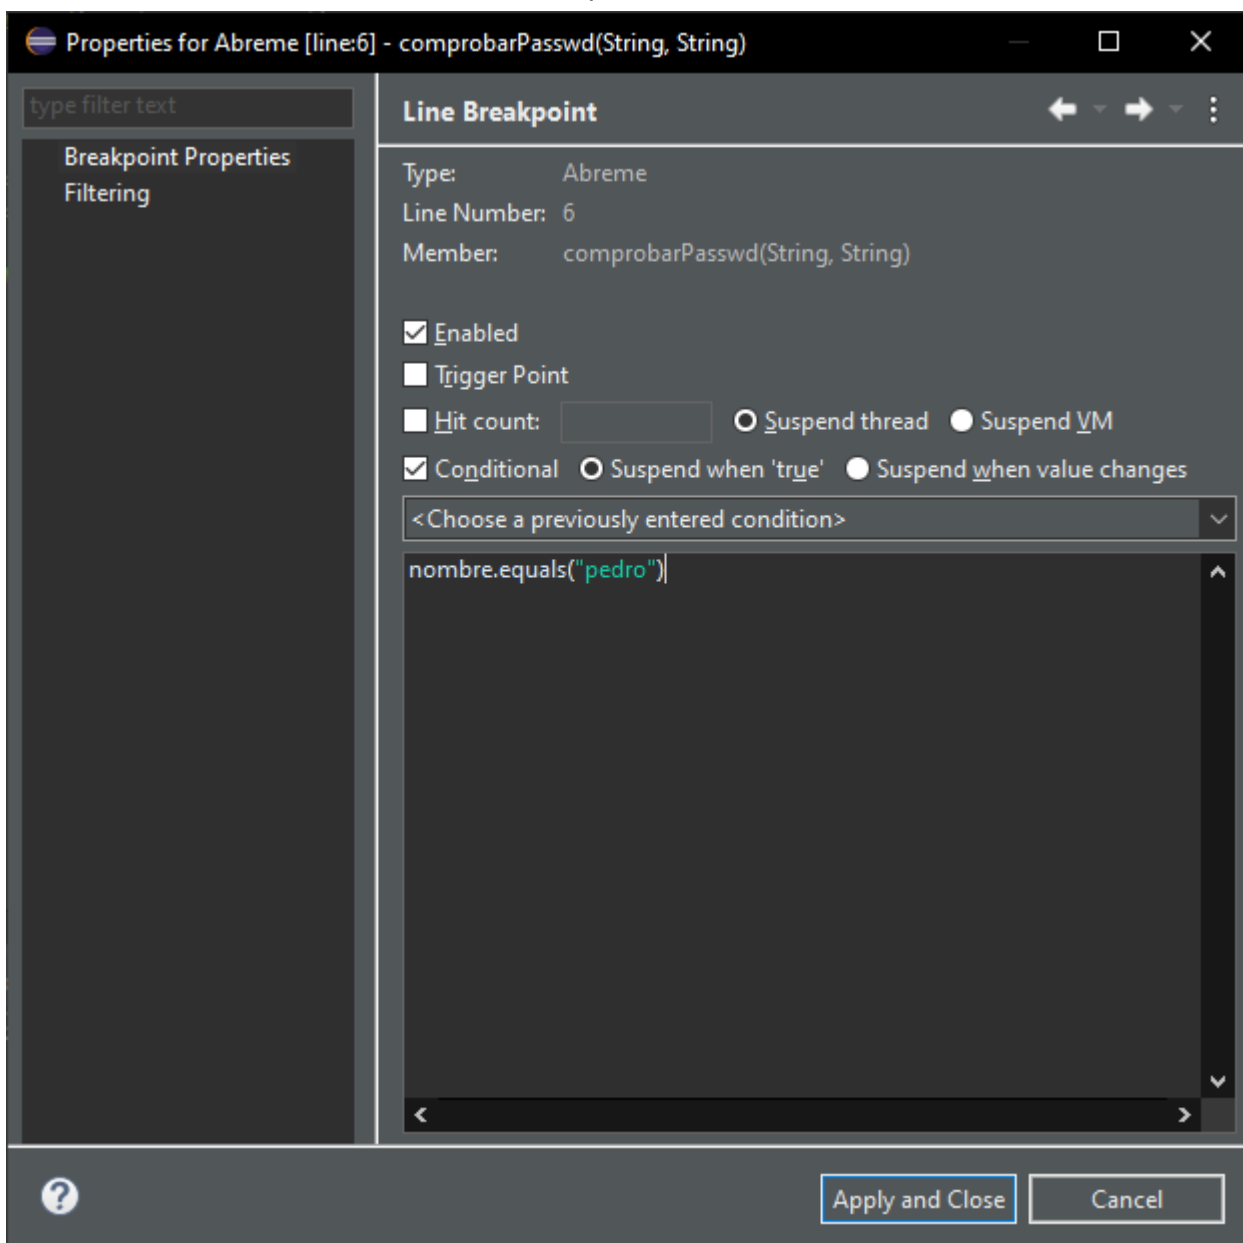 Properties for Abreme [line:6] - comprobarPasswd(String, String)
type filter text
Breakpoint Properties
Filtering
Line Breakpoint
Type: Abreme
Line Number: 6
Member: comprobarPasswd(String, String)
Enabled
Trigger Point
Hit count: Suspend thread Suspend VM
Conditional Suspend when 'true' Suspend when value changes
<Choose a previously entered condition>
nombre.equals("pedro")
?
Apply and Close Cancel